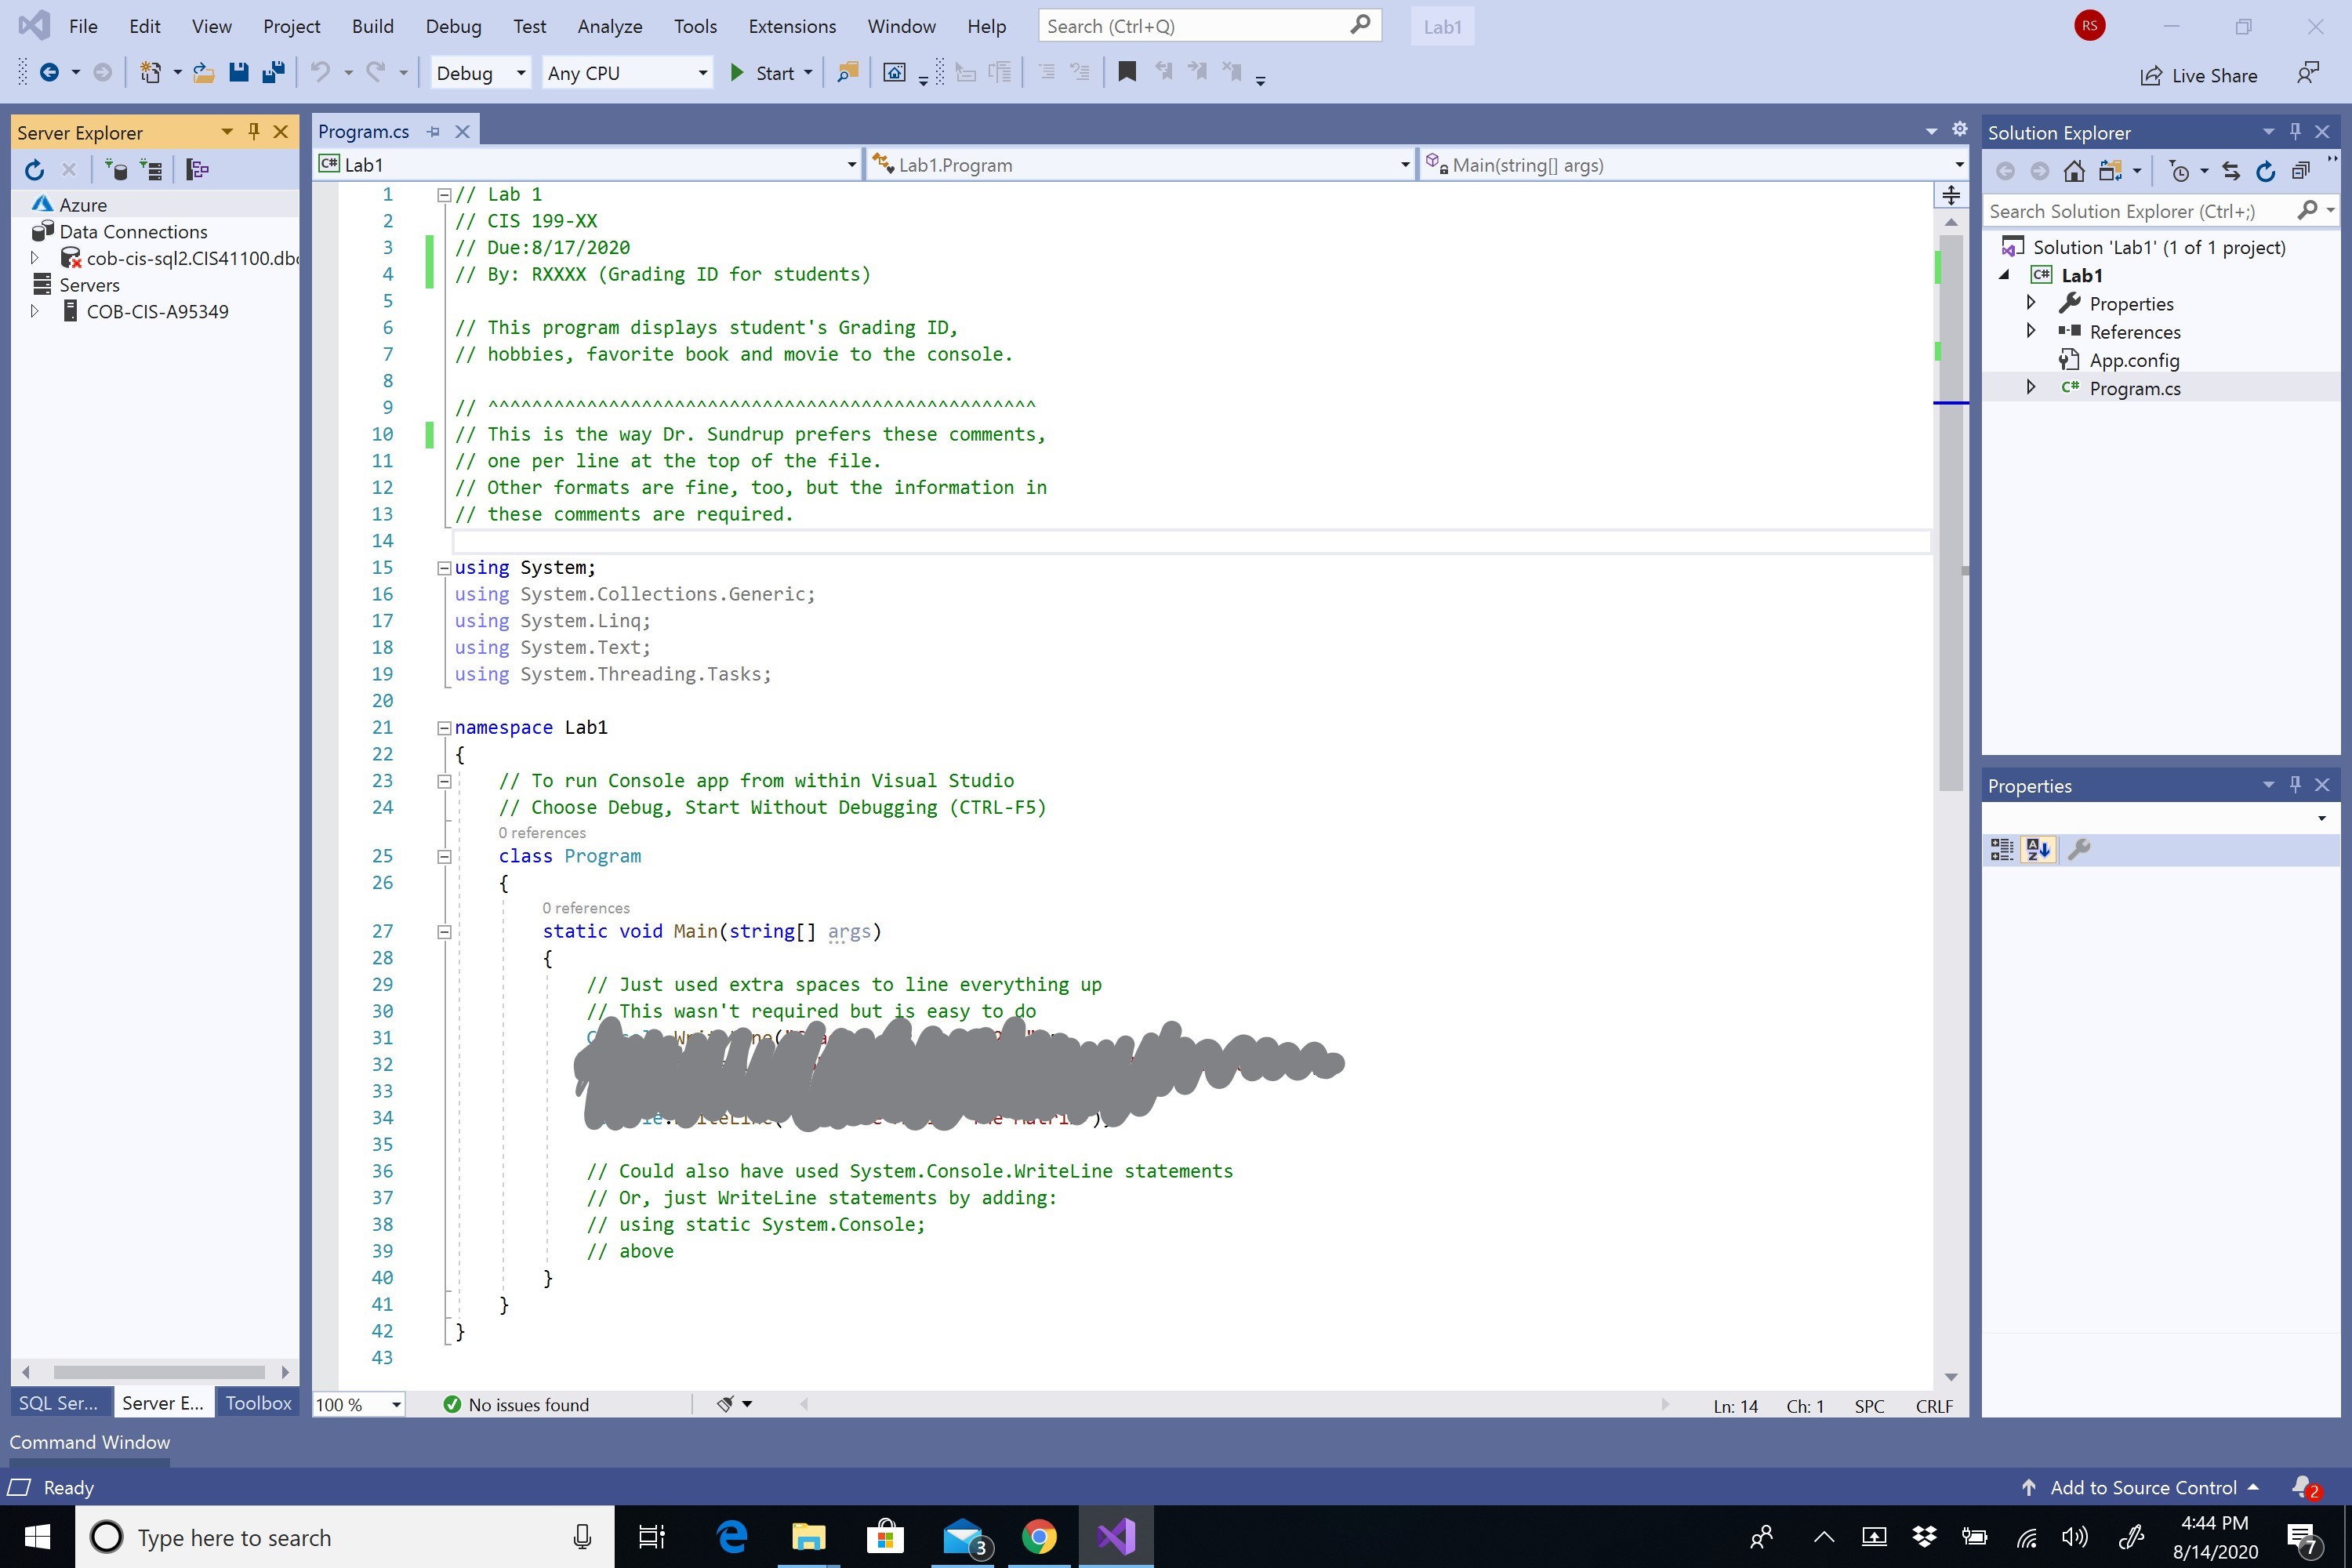 File Edit View Project Build Debug Test Analyze Tools Extensions Window Help Search (Ctrl+Q) Lab1 RS
Debug Any CPU Start Live Share
Server Explorer
Azure
Data Connections
cob-cis-sql2.CIS41100.dbo
Servers
COB-CIS-A95349
SQL Ser... Server E... Toolbox
Program.cs
C# Lab1 Lab1.Program Main(string[] args)
1 // Lab 1
2 // CIS 199-XX
3 // Due:8/17/2020
4 // By: RXXXX (Grading ID for students)
5
6 // This program displays student's Grading ID,
7 // hobbies, favorite book and movie to the console.
8
9 // ^^^^^^^^^^^^^^^^^^^^^^^^^^^^^^^^^^^^^^^^^^^^^^^^^^
10 // This is the way Dr. Sundrup prefers these comments,
11 // one per line at the top of the file.
12 // Other formats are fine, too, but the information in
13 // these comments are required.
14
15 using System;
16 using System.Collections.Generic;
17 using System.Linq;
18 using System.Text;
19 using System.Threading.Tasks;
20
21 namespace Lab1
22 {
23 // To run Console app from within Visual Studio
24 // Choose Debug, Start Without Debugging (CTRL-F5)
0 references
25 class Program
26 {
0 references
27 static void Main(string[] args)
28 {
29 // Just used extra spaces to line everything up
30 // This wasn't required but is easy to do
31
32
33
34
35
36 // Could also have used System.Console.WriteLine statements
37 // Or, just WriteLine statements by adding:
38 // using static System.Console;
39 // above
40 }
41 }
42 }
43
100 % No issues found Ln: 14 Ch: 1 SPC CRLF
Solution Explorer
Search Solution Explorer (Ctrl+;)
Solution 'Lab1' (1 of 1 project)
C# Lab1
Properties
References
App.config
C# Program.cs
Properties
Command Window
Ready Add to Source Control 2
Type here to search 3 4:44 PM
8/14/2020 7